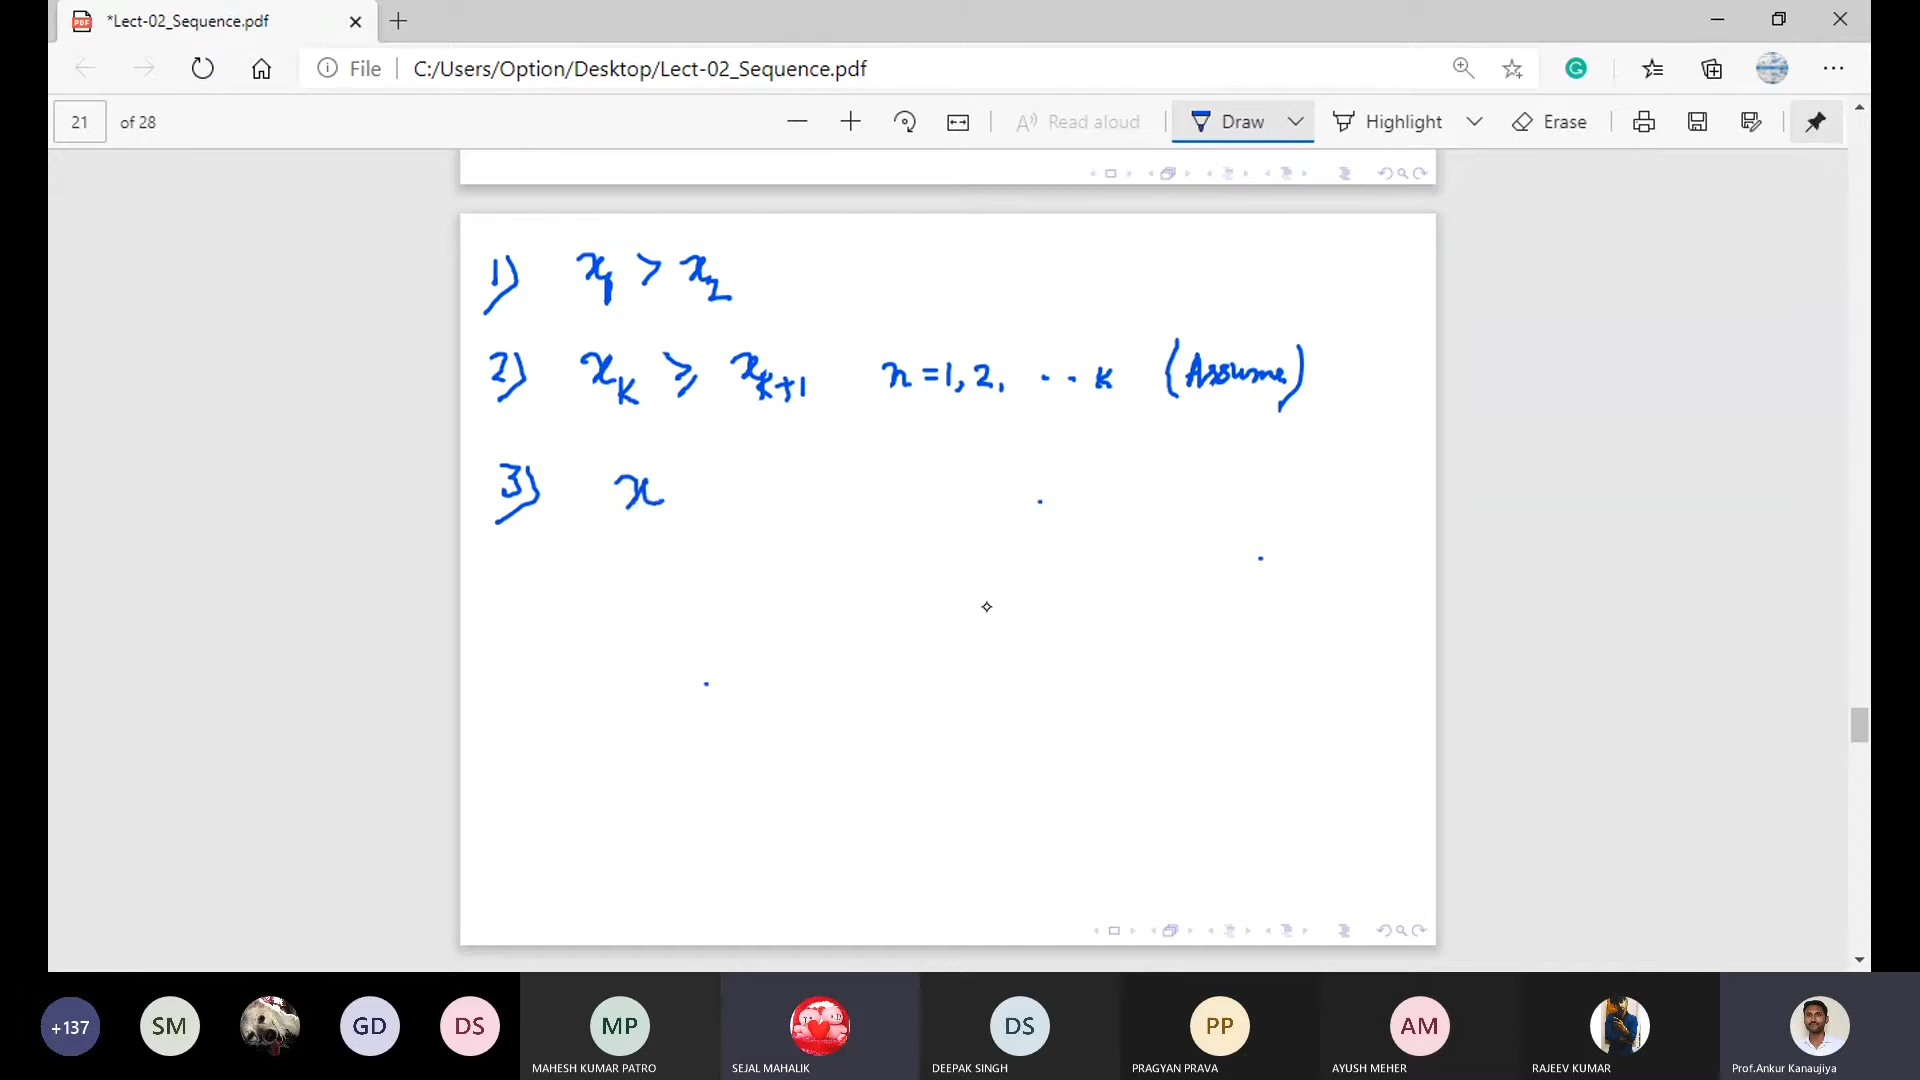 *Lect-02_Sequence.pdf
File C:/Users/Option/Desktop/Lect-02_Sequence.pdf
21 of 28 Read aloud Draw Highlight Erase
1) x₁ > x₂
2) xₖ ⩾ xₖ₊₁ n = 1, 2, .. k (Assume)
3) x
+137 SM GD DS MP DS PP AM
MAHESH KUMAR PATRO SEJAL MAHALIK DEEPAK SINGH PRAGYAN PRAVA AYUSH MEHER RAJEEV KUMAR Prof.Ankur Kanaujiya